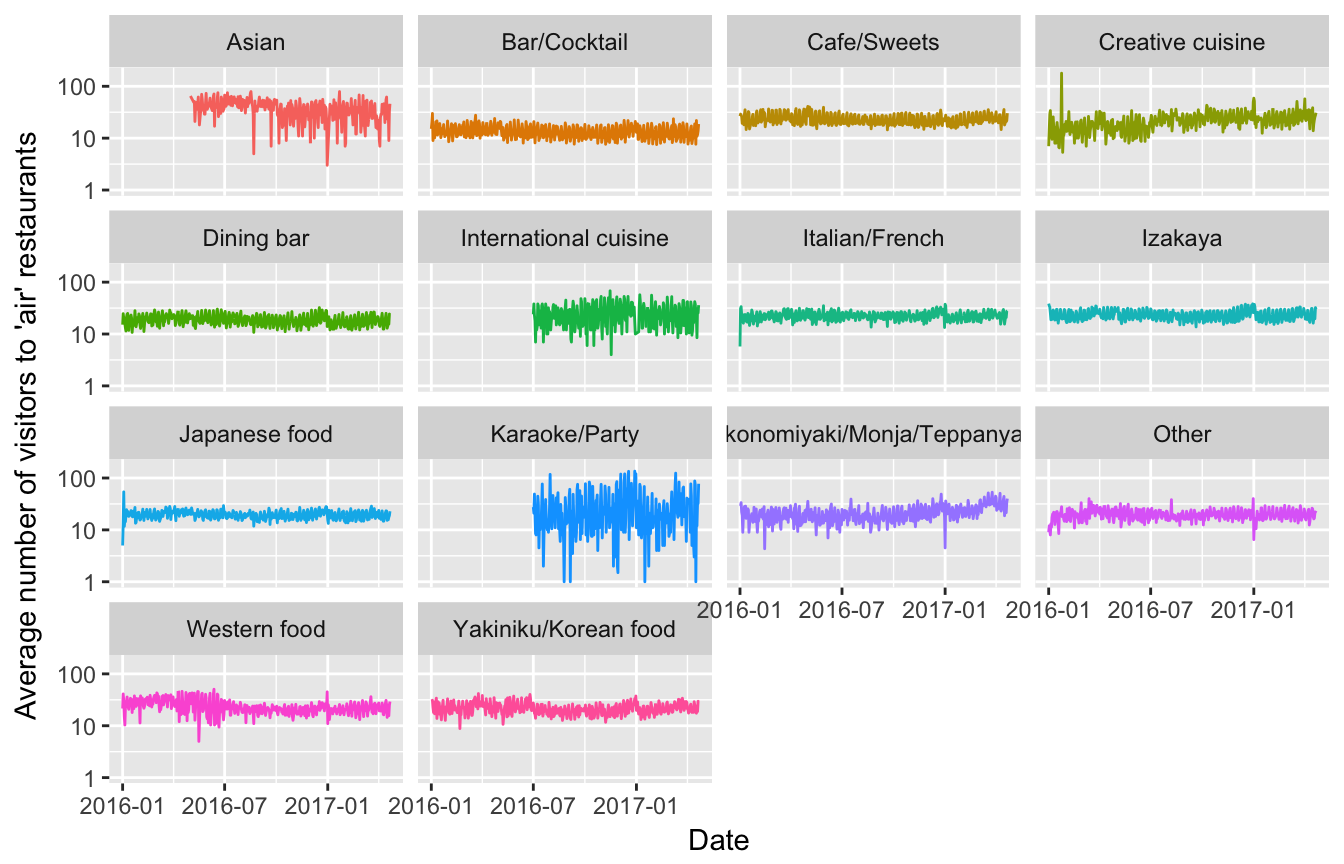 Average number of visitors to 'air' restaurants
Asian
Bar/Cocktail
Cafe/Sweets
Creative cuisine
100
10
1
Dining bar
International cuisine
Italian/French
Izakaya
100
10
1
Japanese food
Karaoke/Party
konomiyaki/Monja/Teppanya
Other
100
10
1
2016-01 2016-07 2017-01
2016-01 2016-07 2017-01
Western food
Yakiniku/Korean food
100
10
1
2016-01 2016-07 2017-01
2016-01 2016-07 2017-01
Date